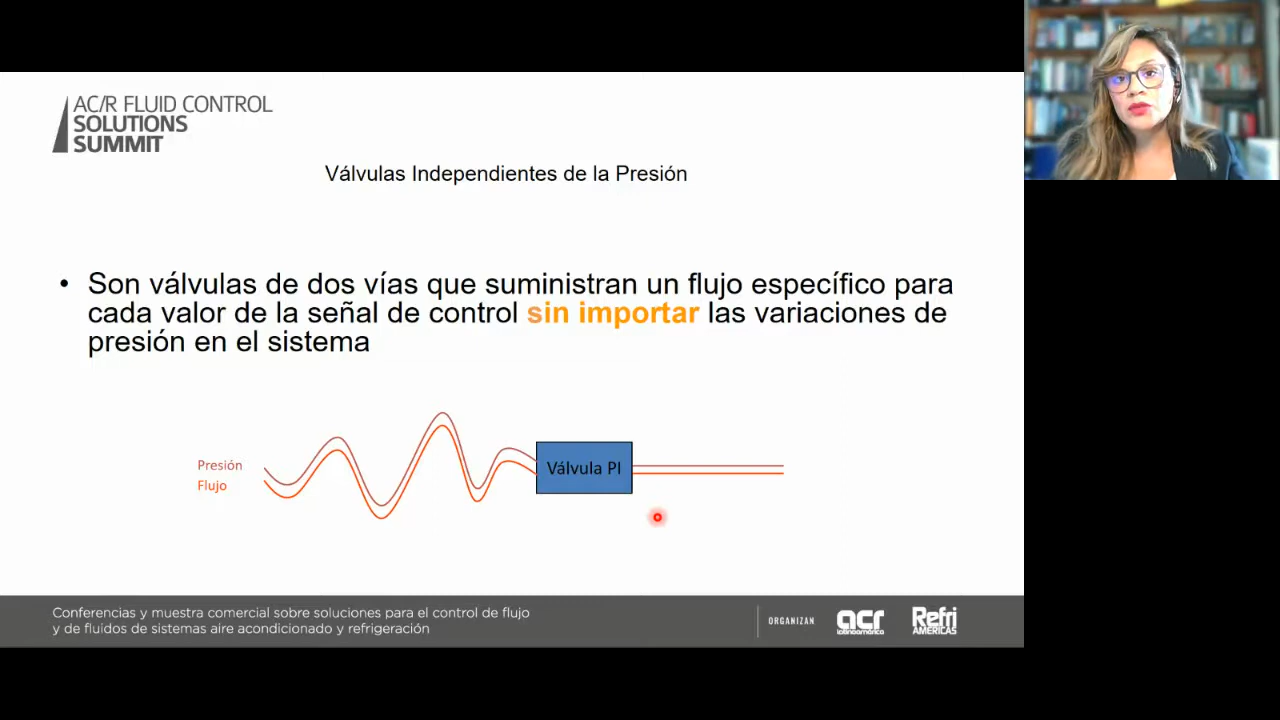 AC/R FLUID CONTROL
SOLUTIONS
SUMMIT
Válvulas Independientes de la Presión
• Son válvulas de dos vías que suministran un flujo específico para
cada valor de la señal de control sin importar las variaciones de
presión en el sistema
Presión
Flujo
Válvula PI
Conferencias y muestra comercial sobre soluciones para el control de flujo
y de fluidos de sistemas aire acondicionado y refrigeración
ORGANIZAN
acr
latinoamérica
Refri
AMÉRICAS